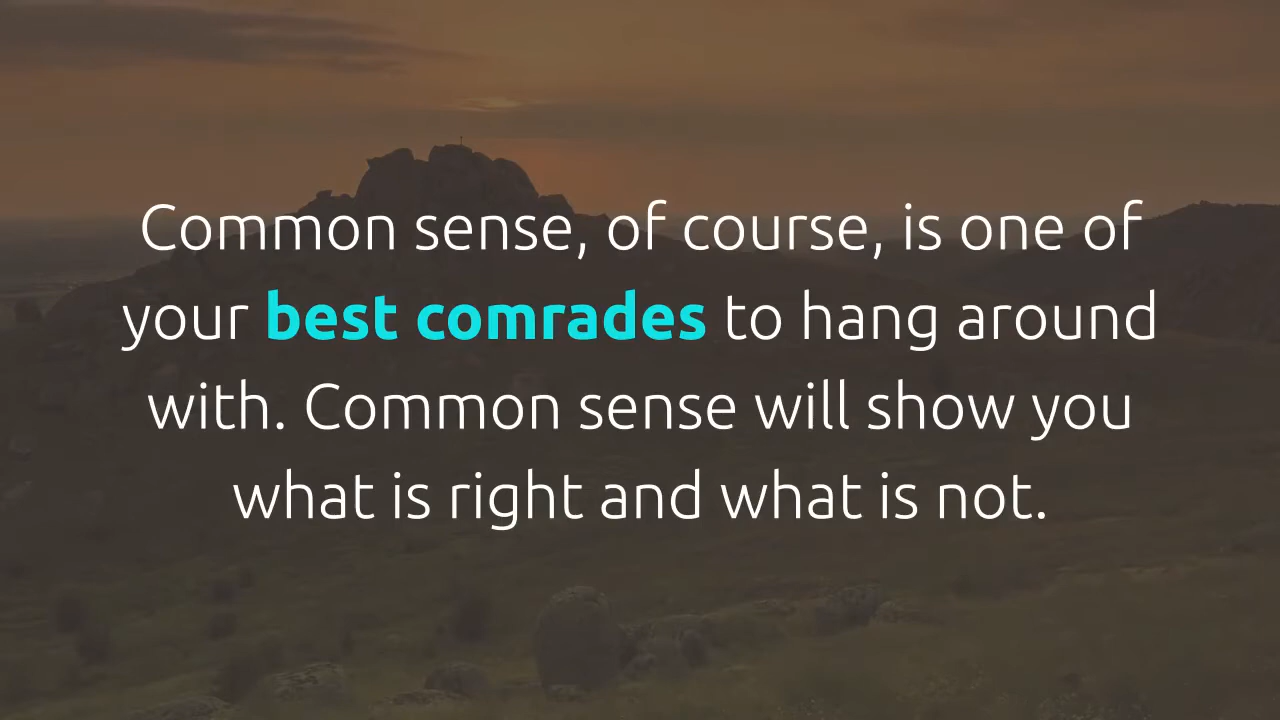 Common sense, of course, is one of
your best comrades to hang around
with. Common sense will show you
what is right and what is not.